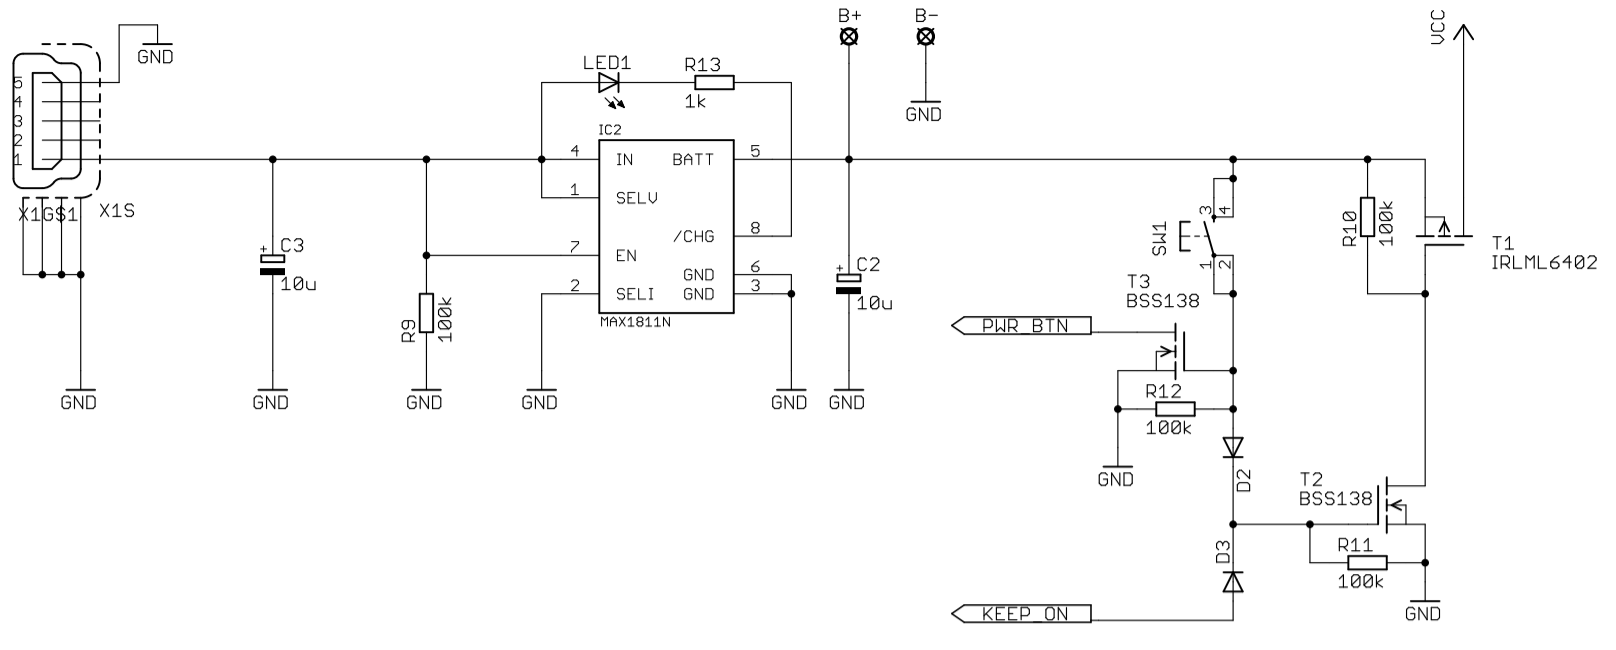 B+
B-
VCC
GND
LED1
R13
1k
GND
5
4
3
2
1
X1GS1
X1S
IC2
4
IN
BATT
5
1
SELV
/CHG
8
7
EN
GND
6
2
SELI
GND
3
MAX1811N
C3
+
10u
R9
100k
C2
+
10u
GND
GND
GND
GND
GND
GND
SW1
3
4
1
2
R10
100k
T1
IRLML6402
T3
BSS138
PWR_BTN
R12
100k
GND
D2
T2
BSS138
D3
R11
100k
KEEP_ON
GND